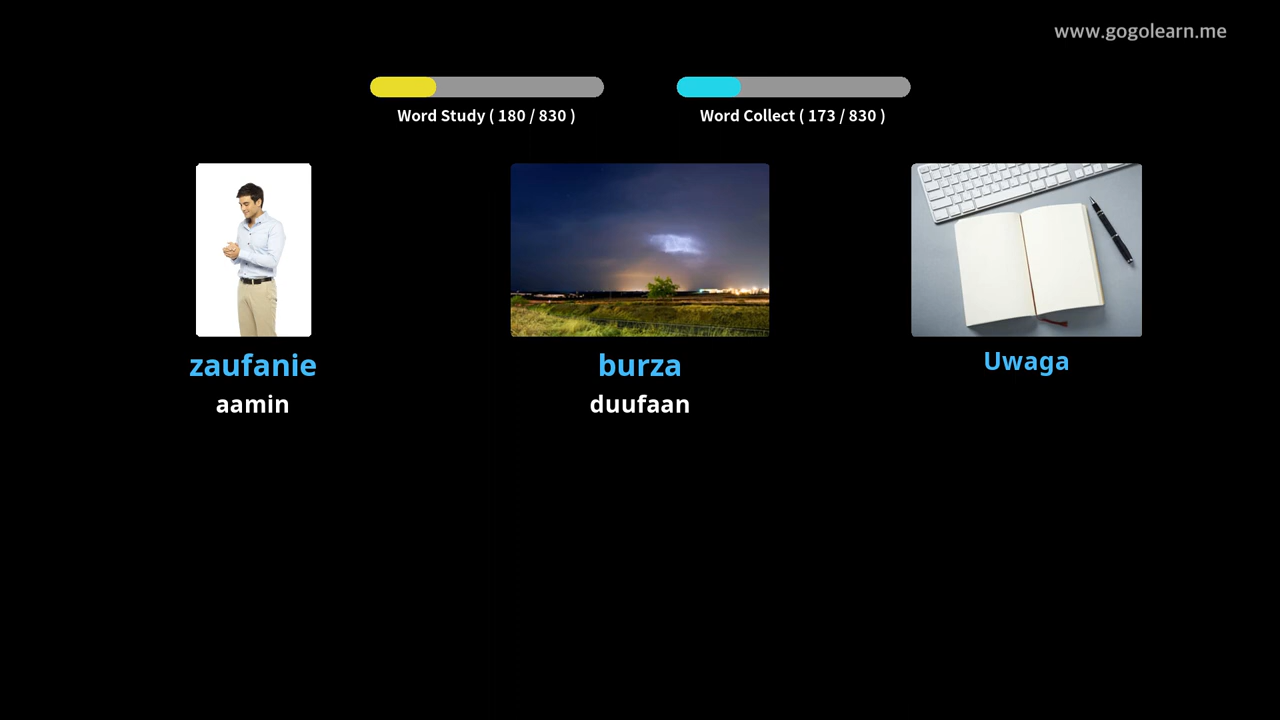 www.gogolearn.me
Word Study ( 180 / 830 )
Word Collect ( 173 / 830 )
zaufanie
aamin
burza
duufaan
Uwaga